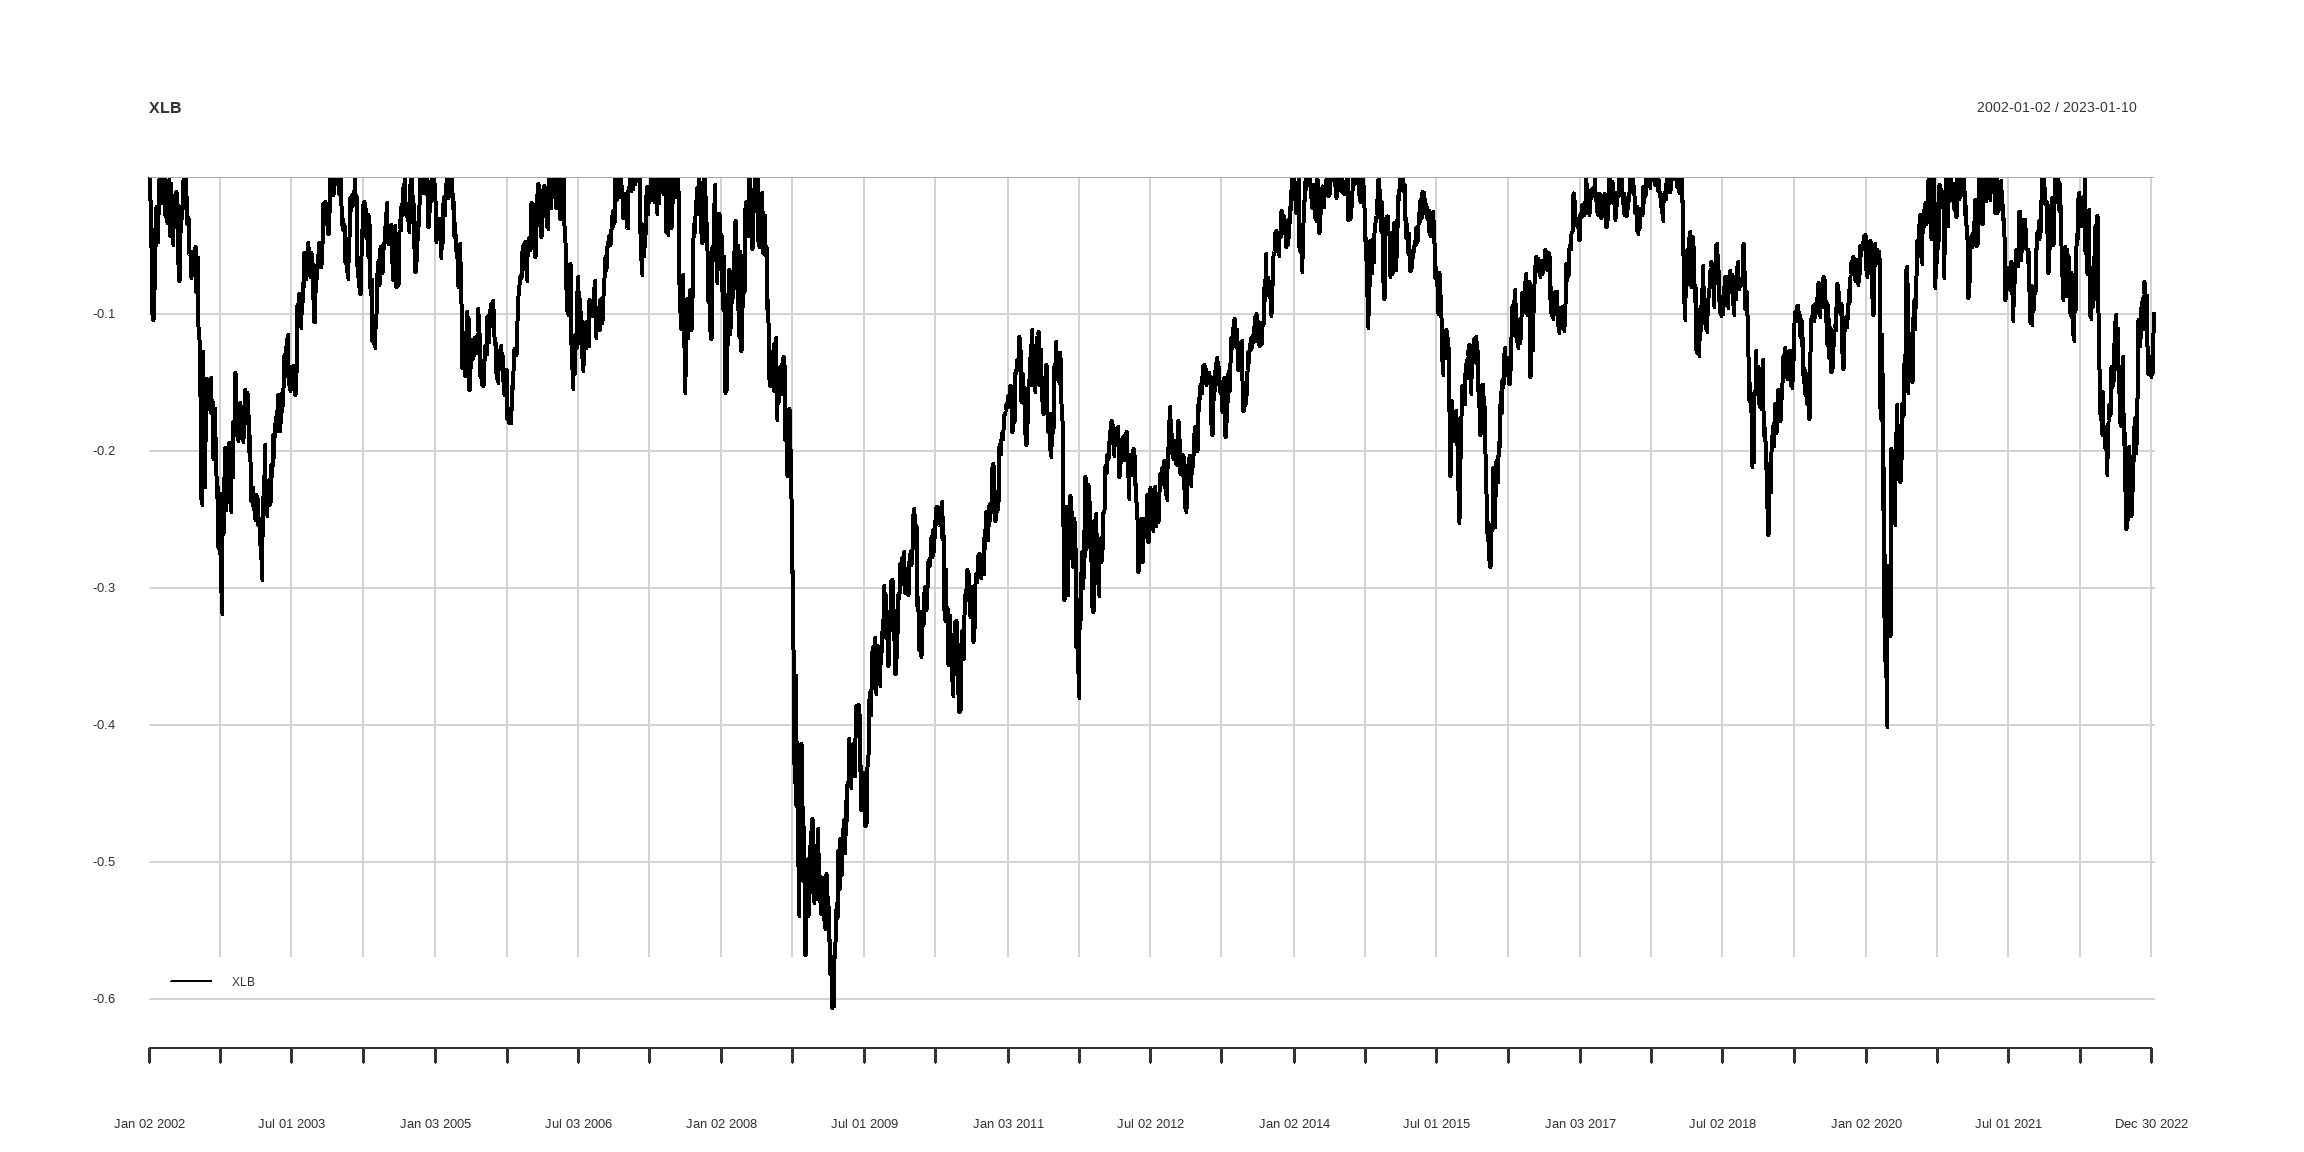 XLB
2002-01-02 / 2023-01-10
-0.1
-0.2
-0.3
-0.4
-0.5
XLB
-0.6
Jan 02 2002
Jul 01 2003
Jan 03 2005
Jul 03 2006
Jan 02 2008
Jul 01 2009
Jan 03 2011
Jul 02 2012
Jan 02 2014
Jul 01 2015
Jan 03 2017
Jul 02 2018
Jan 02 2020
Jul 01 2021
Dec 30 2022